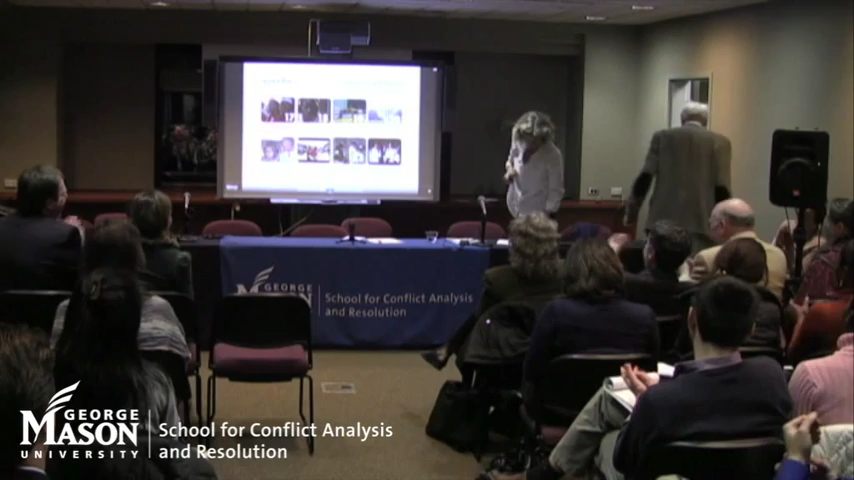 GEORGE
MASON
School for Conflict Analysis
and Resolution
GEORGE
MASON
UNIVERSITY
School for Conflict Analysis
and Resolution